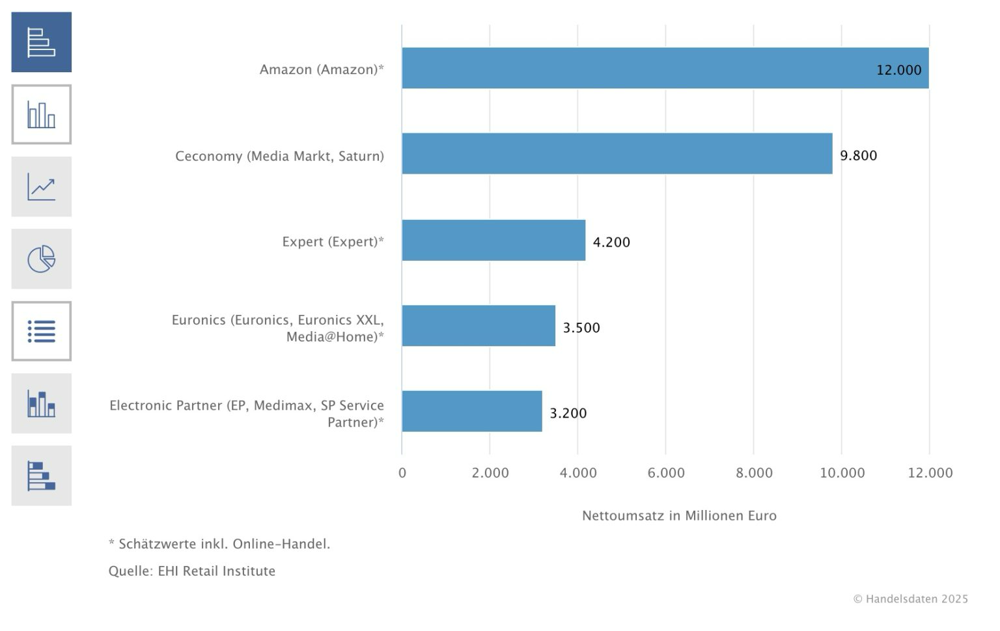 Amazon (Amazon)*
12.000
Ceconomy (Media Markt, Saturn)
9.800
Expert (Expert)*
4.200
Euronics (Euronics, Euronics XXL,
Media@Home)*
3.500
Electronic Partner (EP, Medimax, SP Service
Partner)*
3.200
0 2.000 4.000 6.000 8.000 10.000 12.000
Nettoumsatz in Millionen Euro
* Schätzwerte inkl. Online-Handel.
Quelle: EHI Retail Institute
© Handelsdaten 2025